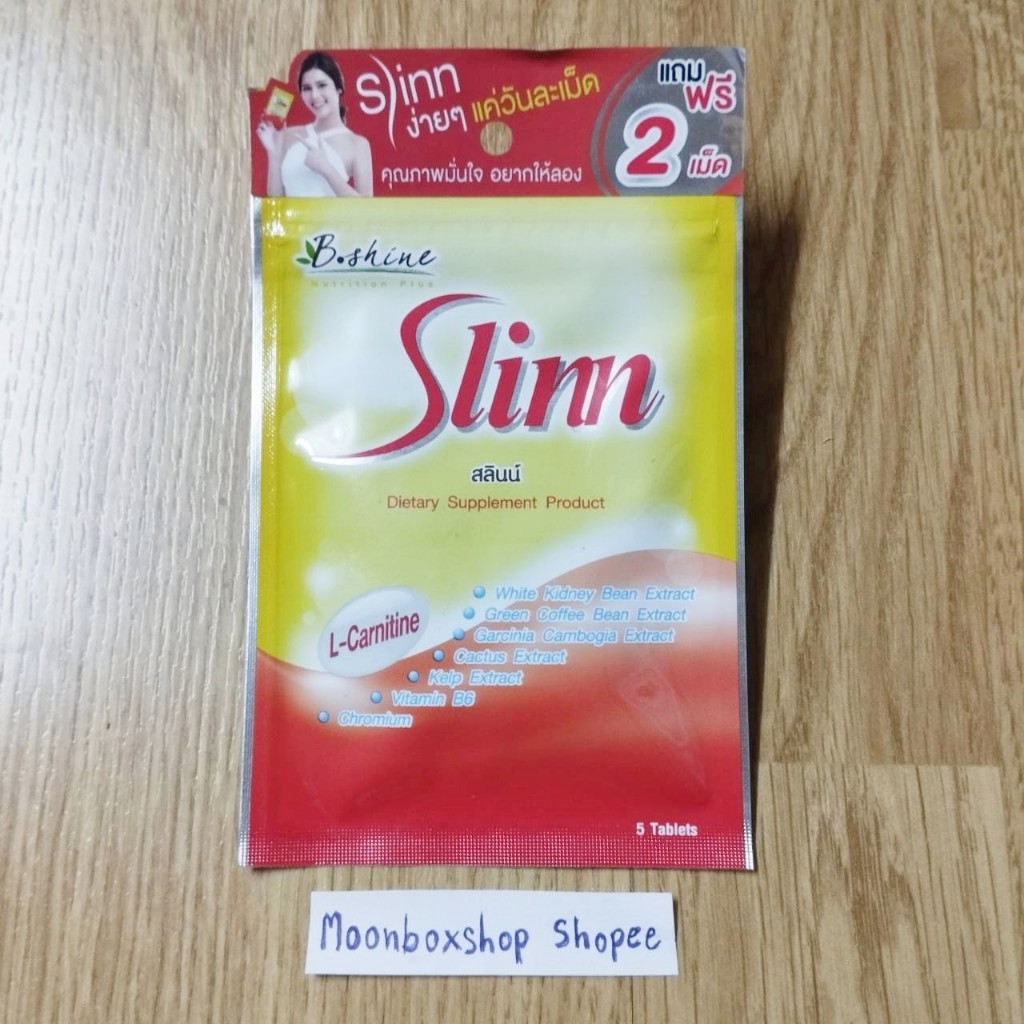 Slinn
ง่ายๆ แค่วันละเม็ด
คุณภาพมั่นใจ อยากให้ลอง
แถม
ฟรี
2
เม็ด
B.shine
Nutrition Plus
Slinn
สลินน์
Dietary Supplement Product
L-Carnitine
White Kidney Bean Extract
Green Coffee Bean Extract
Garcinia Cambogia Extract
Cactus Extract
Kelp Extract
Vitamin B6
Chromium
5 Tablets
Moonboxshop Shopee